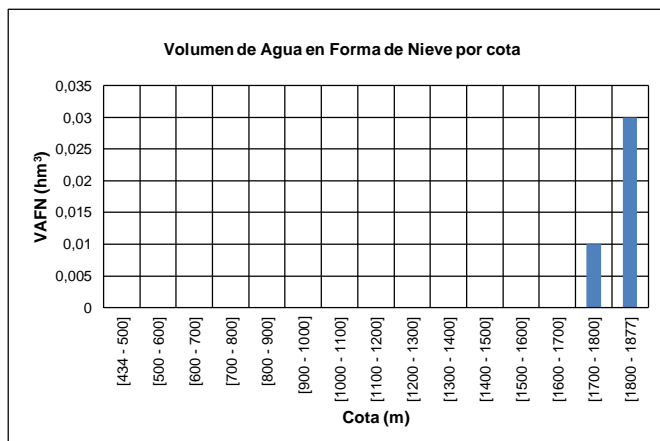 Volumen de Agua en Forma de Nieve por cota
VAFN (hm³)
0,035
0,03
0,025
0,02
0,015
0,01
0,005
0
[434 - 500]
[500 - 600]
[600 - 700]
[700 - 800]
[800 - 900]
[900 - 1000]
[1000 - 1100]
[1100 - 1200]
[1200 - 1300]
[1300 - 1400]
[1400 - 1500]
[1500 - 1600]
[1600 - 1700]
[1700 - 1800]
[1800 - 1877]
Cota (m)